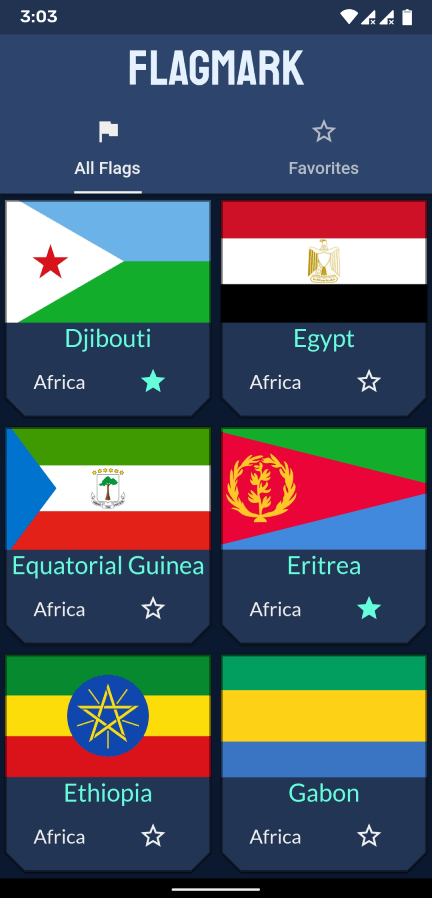 3:03
FLAGMARK
All Flags
Favorites
Djibouti
Egypt
Africa
Africa
Equatorial Guinea
Eritrea
Africa
Africa
Ethiopia
Gabon
Africa
Africa